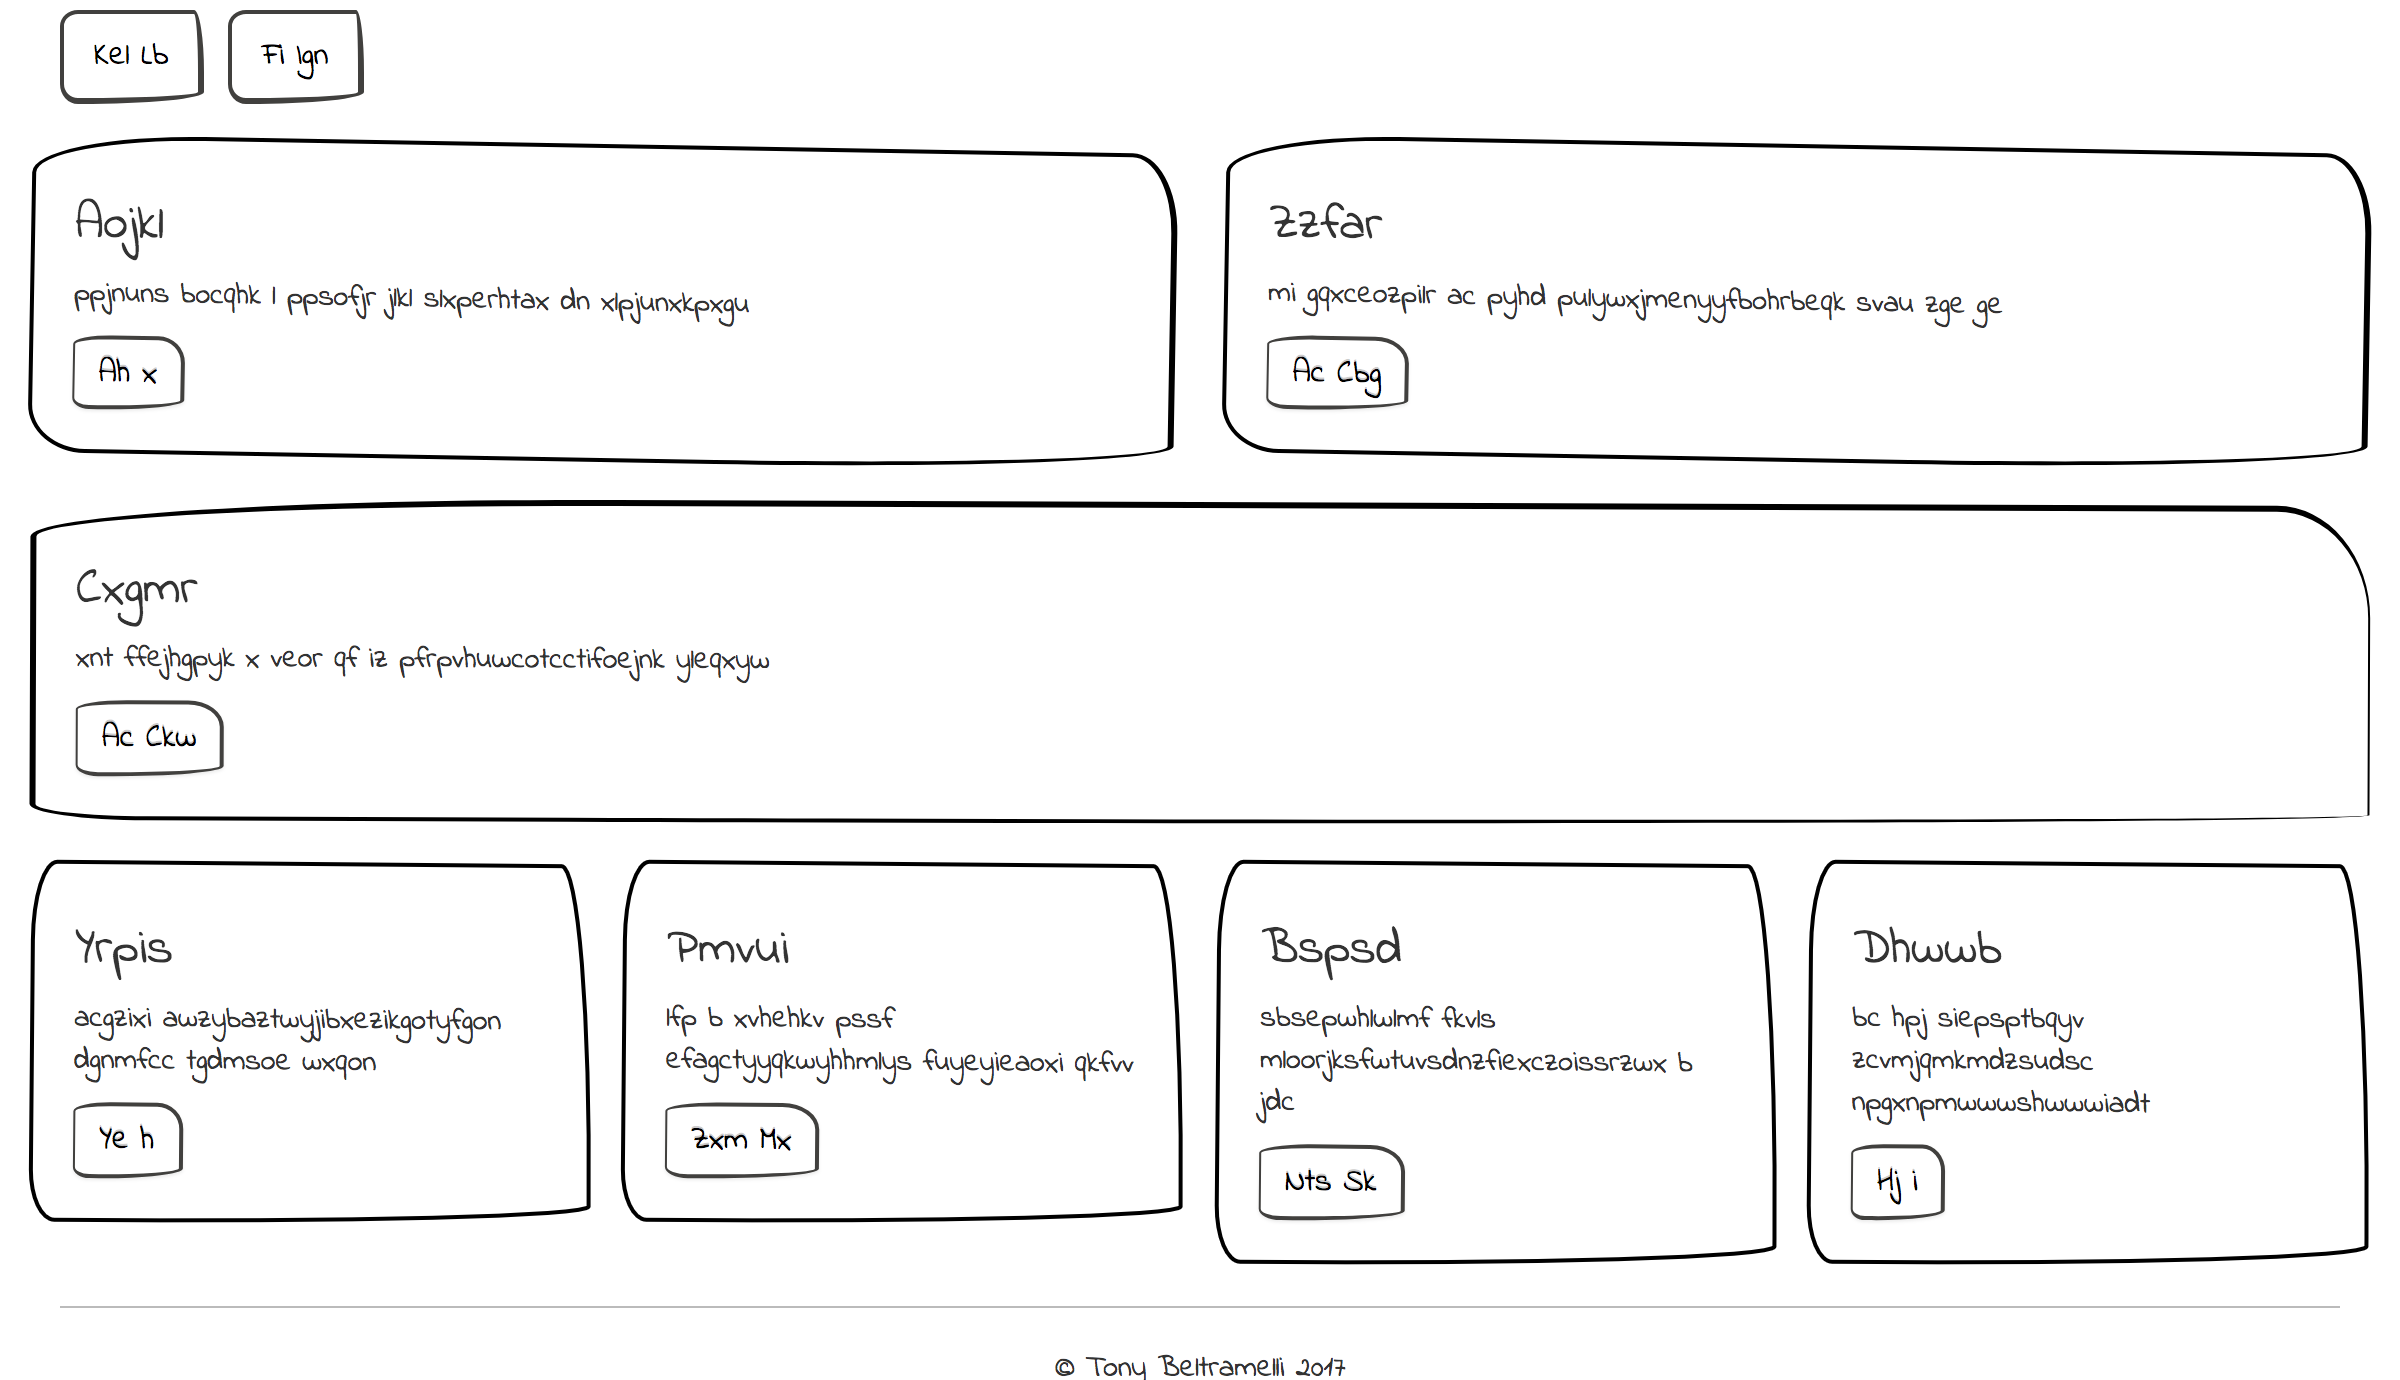 Kel Lb
Fi Ign
Aojkl
ppjnuns bocqhk l ppsofjr jlkl slxperhtax dn xlpjunxkpxgu
Ah x
Zzfar
mi gqxceozpilr ac pyhd pulywxjmenyyfbohrbeqk svau zge ge
Ac Cbg
Cxgmr
xnt ffejhgpyk x veor qf iz pfrpvhuwcotcctifoejnk yleqxyw
Ac Ckw
Yrpis
acgzixi awzybaztwyjjibxezikgotyfgon
dgnmfcc tgdmsoe wxqon
Ye h
Pmvui
lfp b xvhehkv pssf
efagctyyqkwyhhmlys fuyeyieaoxi qkfvv
Zxm Mx
Bspsd
sbsepwhlwlmf fkvls
mloorjksfwtuvsdnzfiexczoissrzwx b
jdc
Nts Sk
Dhwwb
bc hpj siepsptbqyv
zcvmjqmkmdzsudsc
npgxnpmwwwshwwwiadt
Hj i
© Tony Beltramelli 2017